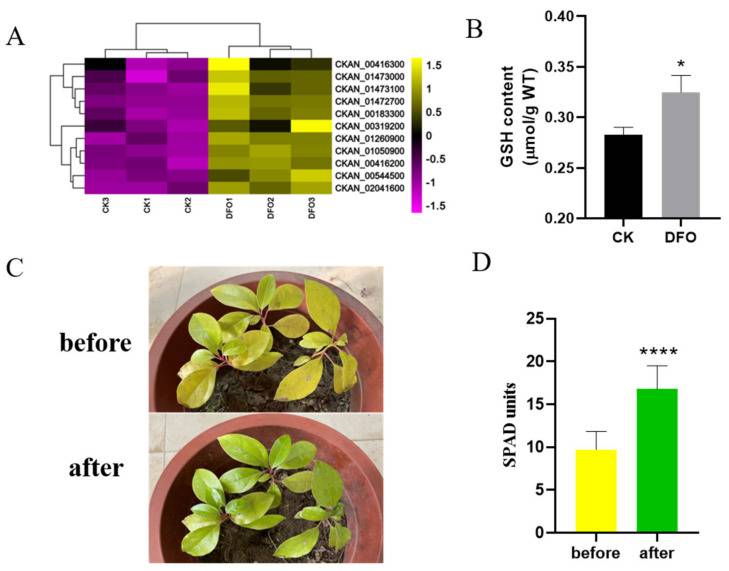 A
CKAN_00416300
CKAN_01473000
CKAN_01473100
CKAN_01472700
CKAN_00183300
CKAN_00319200
CKAN_01260900
CKAN_01050900
CKAN_00416200
CKAN_00544500
CKAN_02041600
CK3
CK1
CK2
DFO1
DFO2
DFO3
1.5
1
0.5
0
-0.5
-1
-1.5
B
GSH content
(μmol/g WT)
0.40
0.35
0.30
0.25
0.20
*
CK
DFO
C
before
after
D
SPAD units
25
20
15
10
5
0
****
before
after